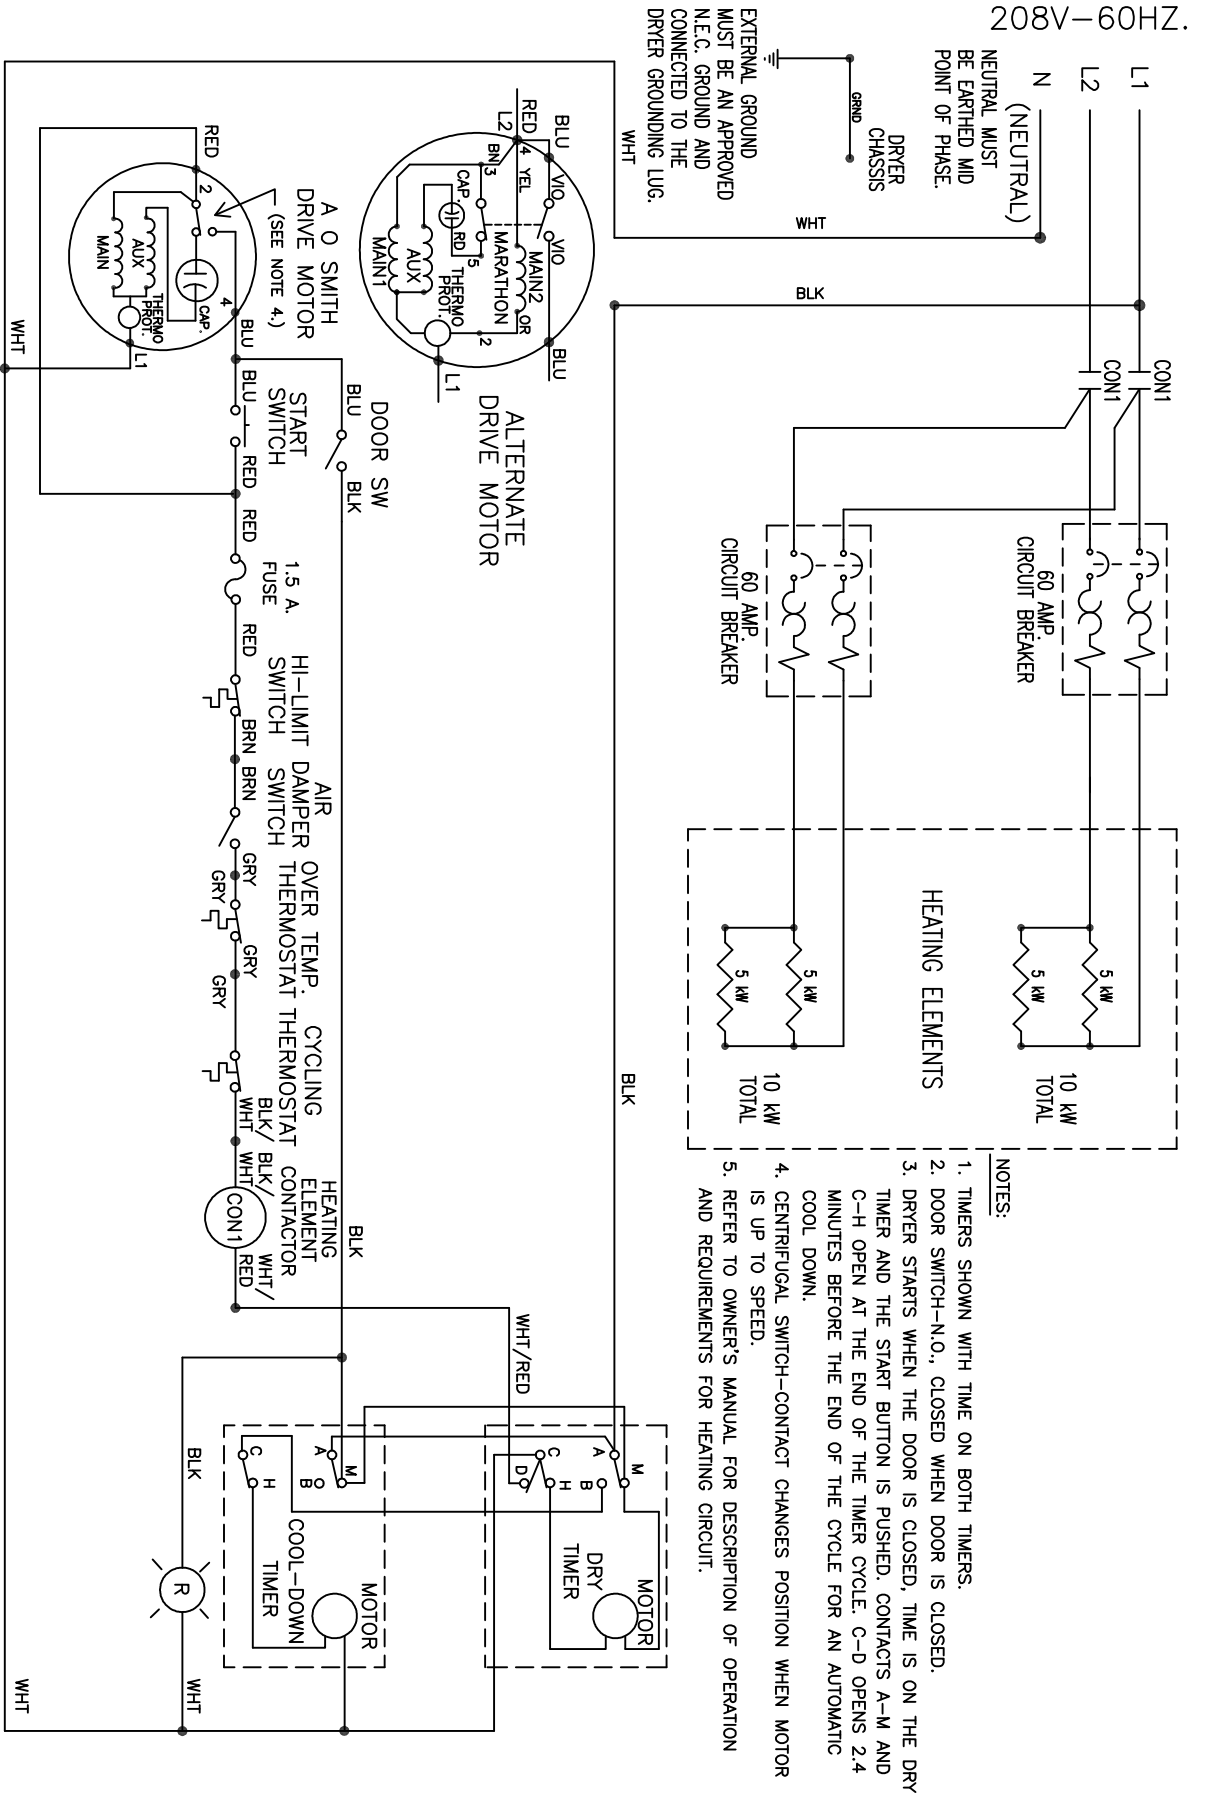 208V-60HZ.
L1
L2
N
(NEUTRAL)
NEUTRAL MUST
BE EARTHED MID
POINT OF PHASE.
GRND
DRYER
CHASSIS
EXTERNAL GROUND
MUST BE AN APPROVED
N.E.C. GROUND AND
CONNECTED TO THE
DRYER GROUNDING LUG.
WHT
WHT
BLK
CON1
CON1
60 AMP.
CIRCUIT BREAKER
60 AMP.
CIRCUIT BREAKER
HEATING ELEMENTS
5 kW
5 kW
10 kW
TOTAL
5 kW
5 kW
10 kW
TOTAL
NOTES:
1. TIMERS SHOWN WITH TIME ON BOTH TIMERS.
2. DOOR SWITCH-N.O., CLOSED WHEN DOOR IS CLOSED.
3. DRYER STARTS WHEN THE DOOR IS CLOSED, TIME IS ON THE DRY
TIMER AND THE START BUTTON IS PUSHED. CONTACTS A-M AND
C-H OPEN AT THE END OF THE TIMER CYCLE. C-D OPENS 2.4
MINUTES BEFORE THE END OF THE CYCLE FOR AN AUTOMATIC
COOL DOWN.
4. CENTRIFUGAL SWITCH-CONTACT CHANGES POSITION WHEN MOTOR
IS UP TO SPEED.
5. REFER TO OWNER'S MANUAL FOR DESCRIPTION OF OPERATION
AND REQUIREMENTS FOR HEATING CIRCUIT.
BLK
BLU
RED
L2
4
YEL
BN
3
VIO
VIO
MAIN2
OR
MARATHON
CAP.
RD
5
AUX
MAIN1
THERMO
PROT.
2
BLU
L1
ALTERNATE
DRIVE MOTOR
A O SMITH
DRIVE MOTOR
(SEE NOTE 4.)
RED
2
CAP.
4
AUX
MAIN
THERMO
PROT.
L1
BLU
WHT
DOOR SW
BLU
BLK
BLU
START
SWITCH
RED
RED
1.5 A.
FUSE
RED
HI-LIMIT
SWITCH
BRN
BRN
AIR
DAMPER
SWITCH
GRY
GRY
OVER TEMP.
THERMOSTAT
GRY
GRY
CYCLING
THERMOSTAT
BLK/
WHT
BLK/
WHT
HEATING
ELEMENT
CONTACTOR
CON1
WHT/
RED
BLK
WHT/RED
M
A
B
H
C
D
MOTOR
DRY
TIMER
M
A
B
H
C
MOTOR
COOL-DOWN
TIMER
BLK
R
WHT
WHT